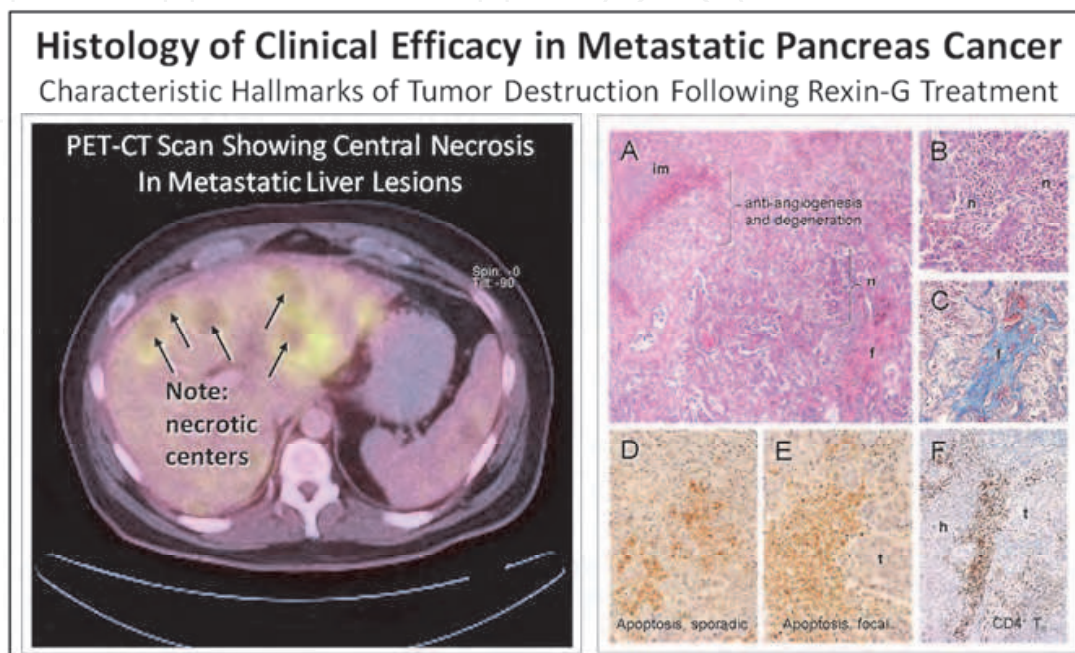 Histology of Clinical Efficacy in Metastatic Pancreas Cancer
Characteristic Hallmarks of Tumor Destruction Following Rexin-G Treatment
PET-CT Scan Showing Central Necrosis
In Metastatic Liver Lesions
Spin: -0
Tilt: -90
Note:
necrotic
centers
A
im
anti-angiogenesis
and degeneration
n
f
B
n
n
C
f
D
Apoptosis, sporadic
E
t
Apoptosis, focal
F
h
t
CD4+ T